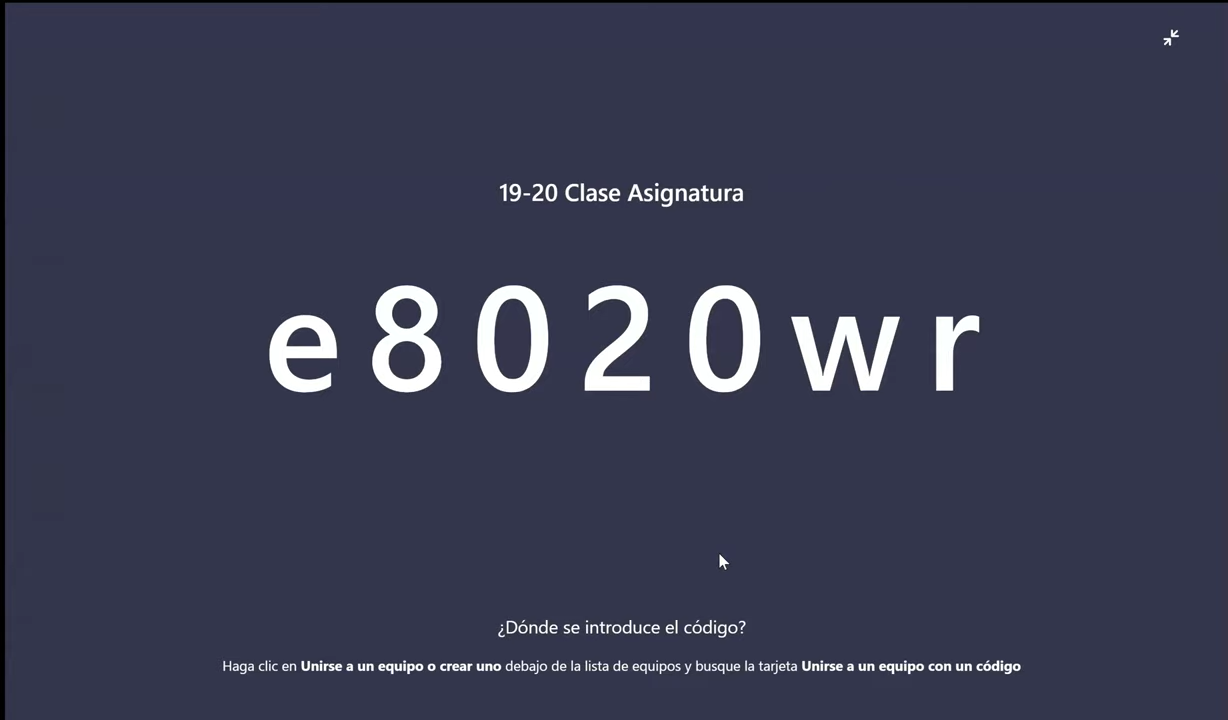 19-20 Clase Asignatura
e8020wr
¿Dónde se introduce el código?
Haga clic en Unirse a un equipo o crear uno debajo de la lista de equipos y busque la tarjeta Unirse a un equipo con un código